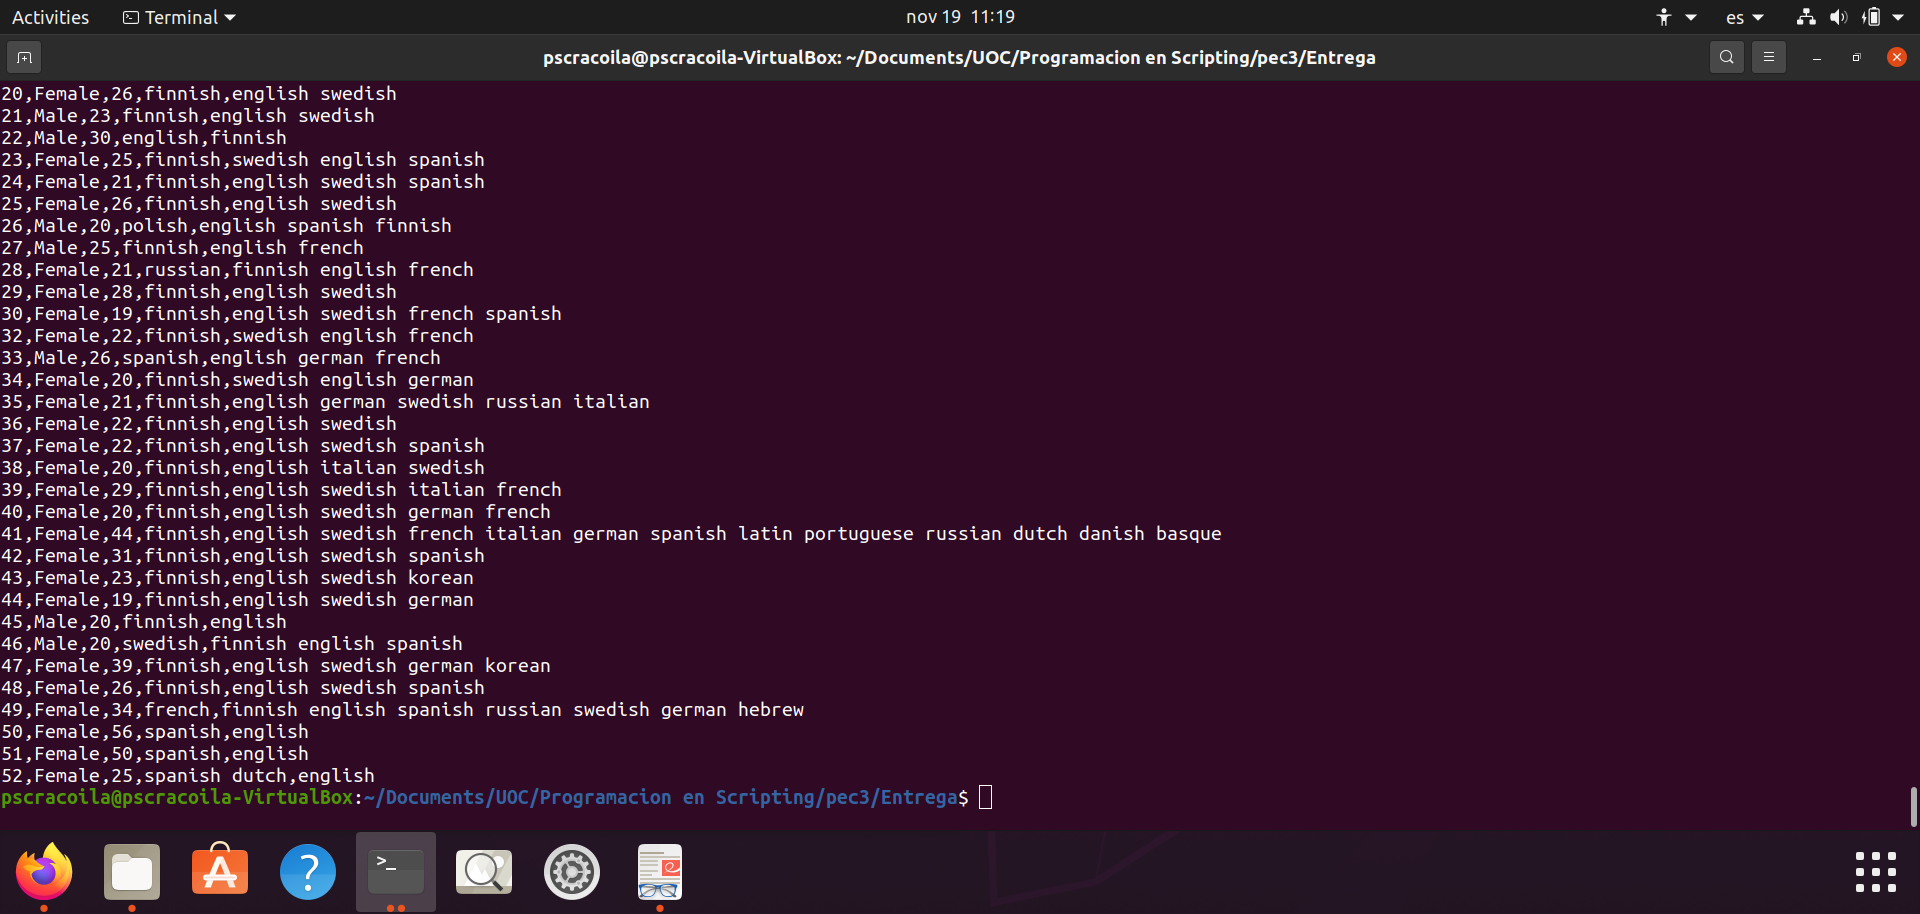 Activities
Terminal
nov 19 11:19
es
pscracoila@pscracoila-VirtualBox: ~/Documents/UOC/Programacion en Scripting/pec3/Entrega
20,Female,26,finnish,english swedish
21,Male,23,finnish,english swedish
22,Male,30,english,finnish
23,Female,25,finnish,swedish english spanish
24,Female,21,finnish,english swedish spanish
25,Female,26,finnish,english swedish
26,Male,20,polish,english spanish finnish
27,Male,25,finnish,english french
28,Female,21,russian,finnish english french
29,Female,28,finnish,english swedish
30,Female,19,finnish,english swedish french spanish
32,Female,22,finnish,swedish english french
33,Male,26,spanish,english german french
34,Female,20,finnish,swedish english german
35,Female,21,finnish,english german swedish russian italian
36,Female,22,finnish,english swedish
37,Female,22,finnish,english swedish spanish
38,Female,20,finnish,english italian swedish
39,Female,29,finnish,english swedish italian french
40,Female,20,finnish,english swedish german french
41,Female,44,finnish,english swedish french italian german spanish latin portuguese russian dutch danish basque
42,Female,31,finnish,english swedish spanish
43,Female,23,finnish,english swedish korean
44,Female,19,finnish,english swedish german
45,Male,20,finnish,english
46,Male,20,swedish,finnish english spanish
47,Female,39,finnish,english swedish german korean
48,Female,26,finnish,english swedish spanish
49,Female,34,french,finnish english spanish russian swedish german hebrew
50,Female,56,spanish,english
51,Female,50,spanish,english
52,Female,25,spanish dutch,english
pscracoila@pscracoila-VirtualBox:~/Documents/UOC/Programacion en Scripting/pec3/Entrega$